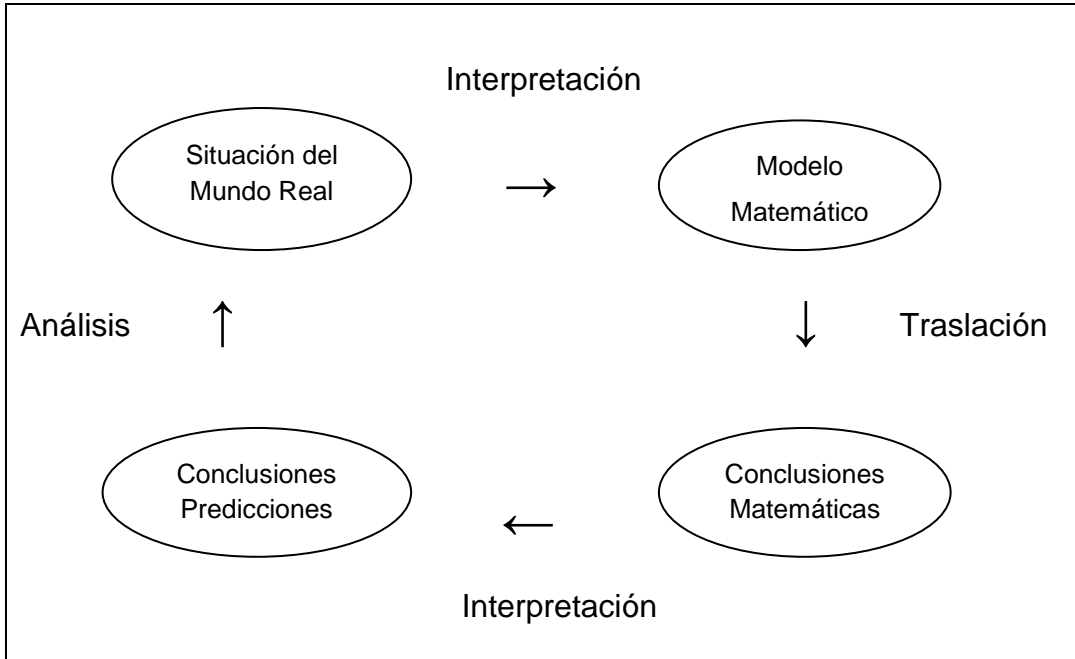 Interpretación
Situación del
Mundo Real
Modelo
Matemático
Análisis
Traslación
Conclusiones
Predicciones
Conclusiones
Matemáticas
Interpretación